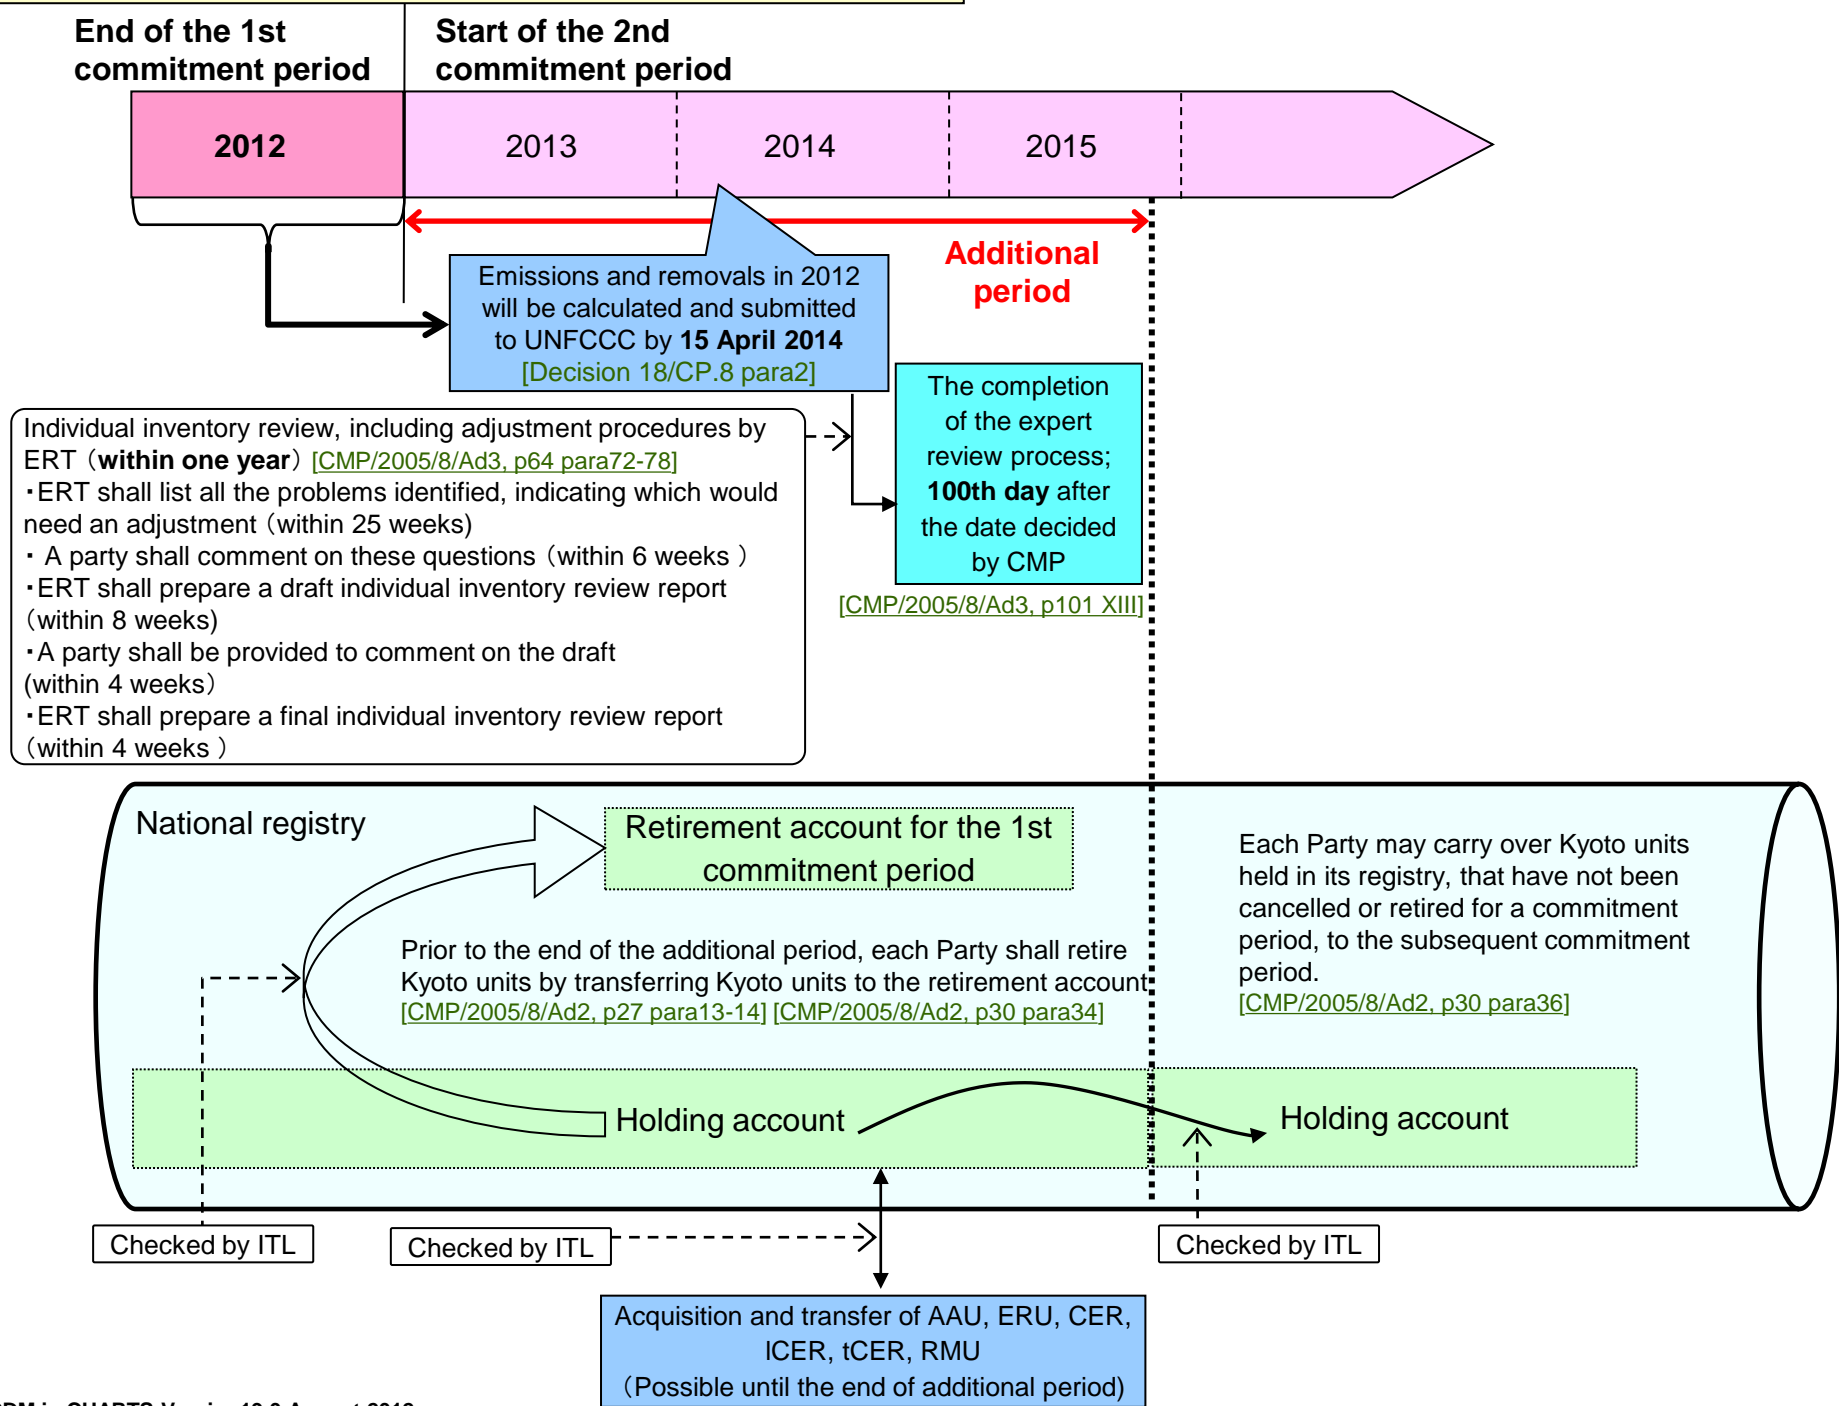 End of the 1st
commitment period
Start of the 2nd
commitment period
2012
2013
2014
2015
Additional
period
Emissions and removals in 2012
will be calculated and submitted
to UNFCCC by 15 April 2014
[Decision 18/CP.8 para2]
The completion
of the expert
review process;
100th day after
the date decided
by CMP
[CMP/2005/8/Ad3, p101 XIII]
Individual inventory review, including adjustment procedures by
ERT（within one year）[CMP/2005/8/Ad3, p64 para72-78]
・ERT shall list all the problems identified, indicating which would
need an adjustment（within 25 weeks)
・ A party shall comment on these questions（within 6 weeks ）
・ERT shall prepare a draft individual inventory review report
（within 8 weeks)
・A party shall be provided to comment on the draft
(within 4 weeks）
・ERT shall prepare a final individual inventory review report
（within 4 weeks ）
National registry
Retirement account for the 1st
commitment period
Prior to the end of the additional period, each Party shall retire
Kyoto units by transferring Kyoto units to the retirement account
[CMP/2005/8/Ad2, p27 para13-14] [CMP/2005/8/Ad2, p30 para34]
Each Party may carry over Kyoto units
held in its registry, that have not been
cancelled or retired for a commitment
period, to the subsequent commitment
period.
[CMP/2005/8/Ad2, p30 para36]
Holding account
Holding account
Checked by ITL
Checked by ITL
Checked by ITL
Acquisition and transfer of AAU, ERU, CER,
lCER, tCER, RMU
（Possible until the end of additional period)